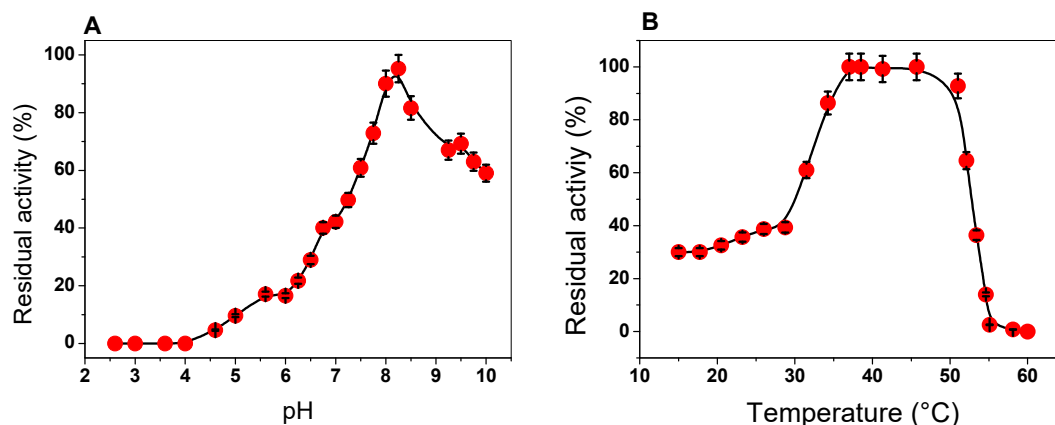 A
Residual activity (%)
100
80
60
40
20
0
2 3 4 5 6 7 8 9 10
pH
B
Residual activiy (%)
100
80
60
40
20
0
10 20 30 40 50 60
Temperature (°C)